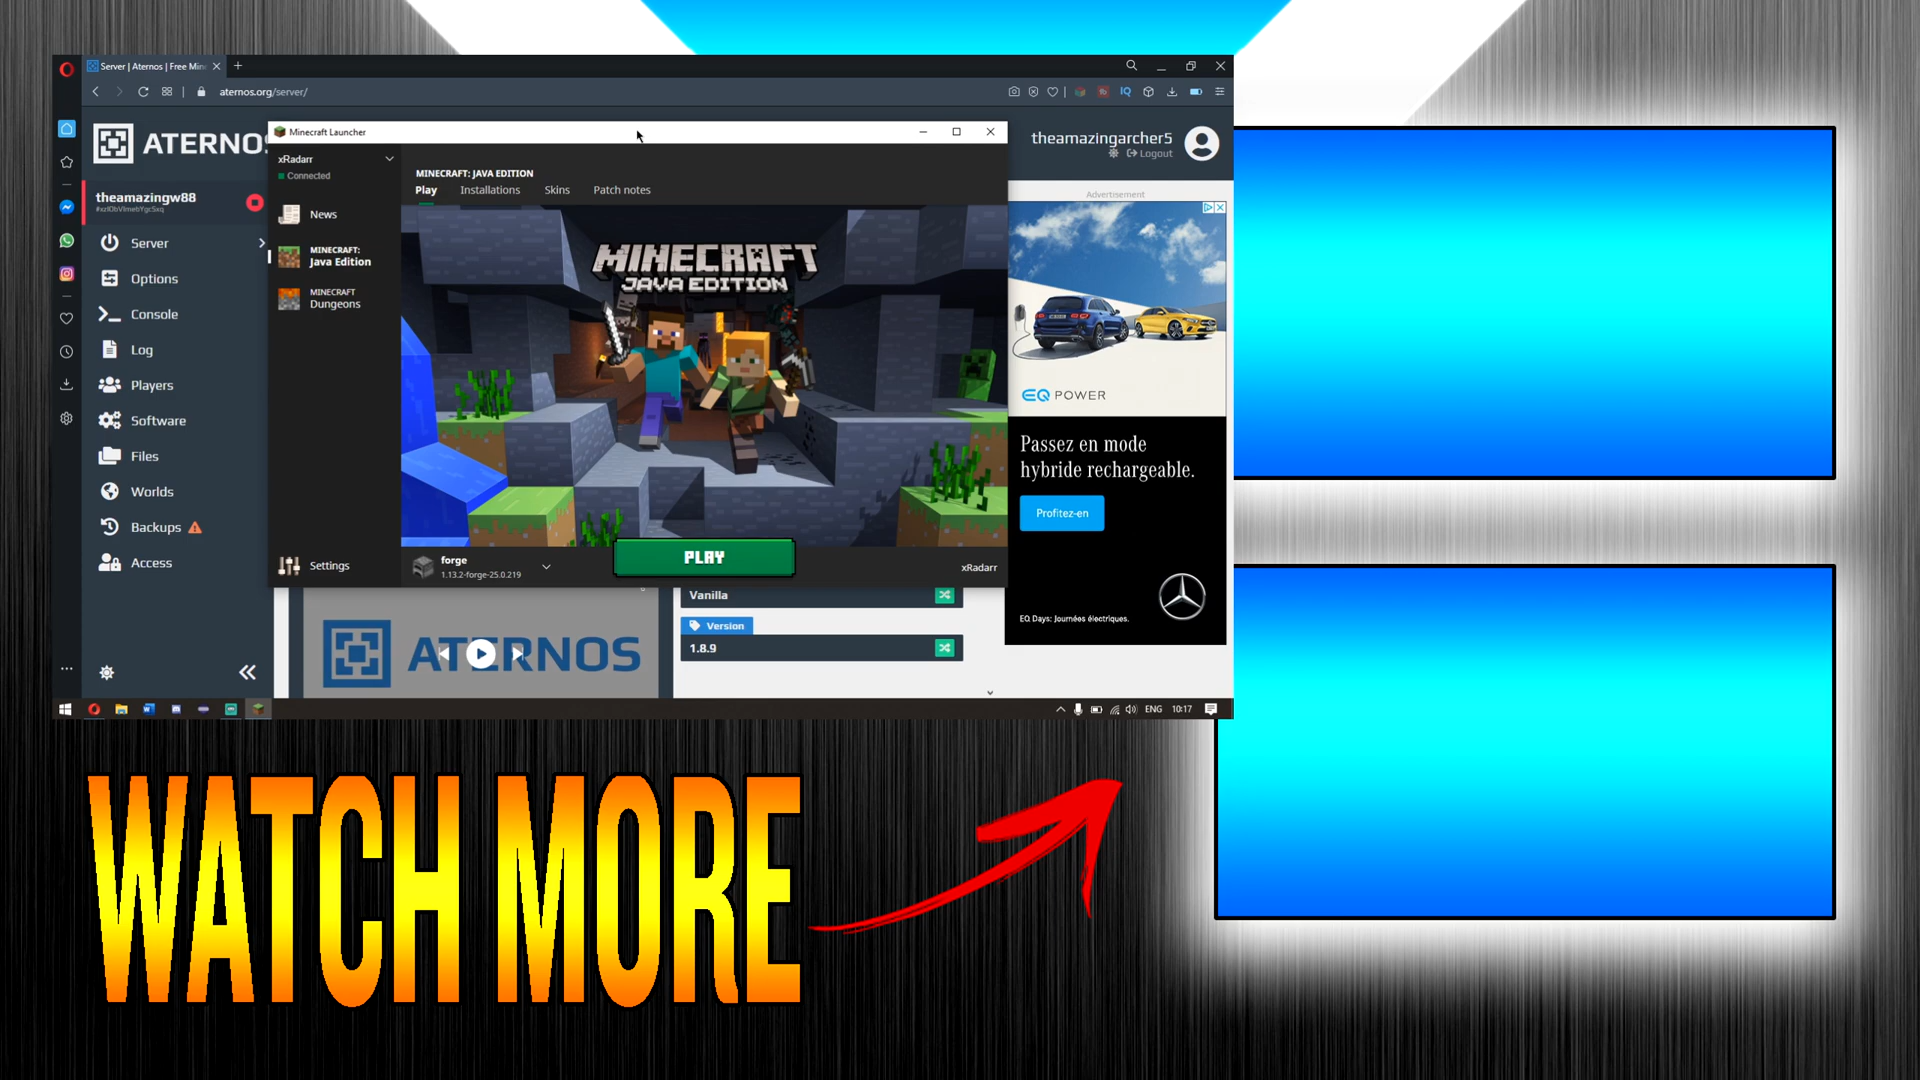 Server | Aternos | Free Min
aternos.org/server/
ATERNO
theamazingarcher5
Logout
Minecraft Launcher
xRadarr
Connected
MINECRAFT: JAVA EDITION
Play
Installations
Skins
Patch notes
Advertisement
theamazingw88
News
MINECRAFT:
Java Edition
MINECRAFT
Dungeons
MINECRAFT
JAVA EDITION
Server
Options
Console
Log
Players
Software
Files
Worlds
Backups
Access
EQ POWER
Passez en mode
hybride rechargeable.
Profitez-en
EQ Days: Journées électriques.
Settings
forge
1.13.2-forge-25.0.219
PLAY
xRadarr
Vanilla
Version
1.8.9
ATERNOS
IQ
ENG
10:17
WATCH MORE